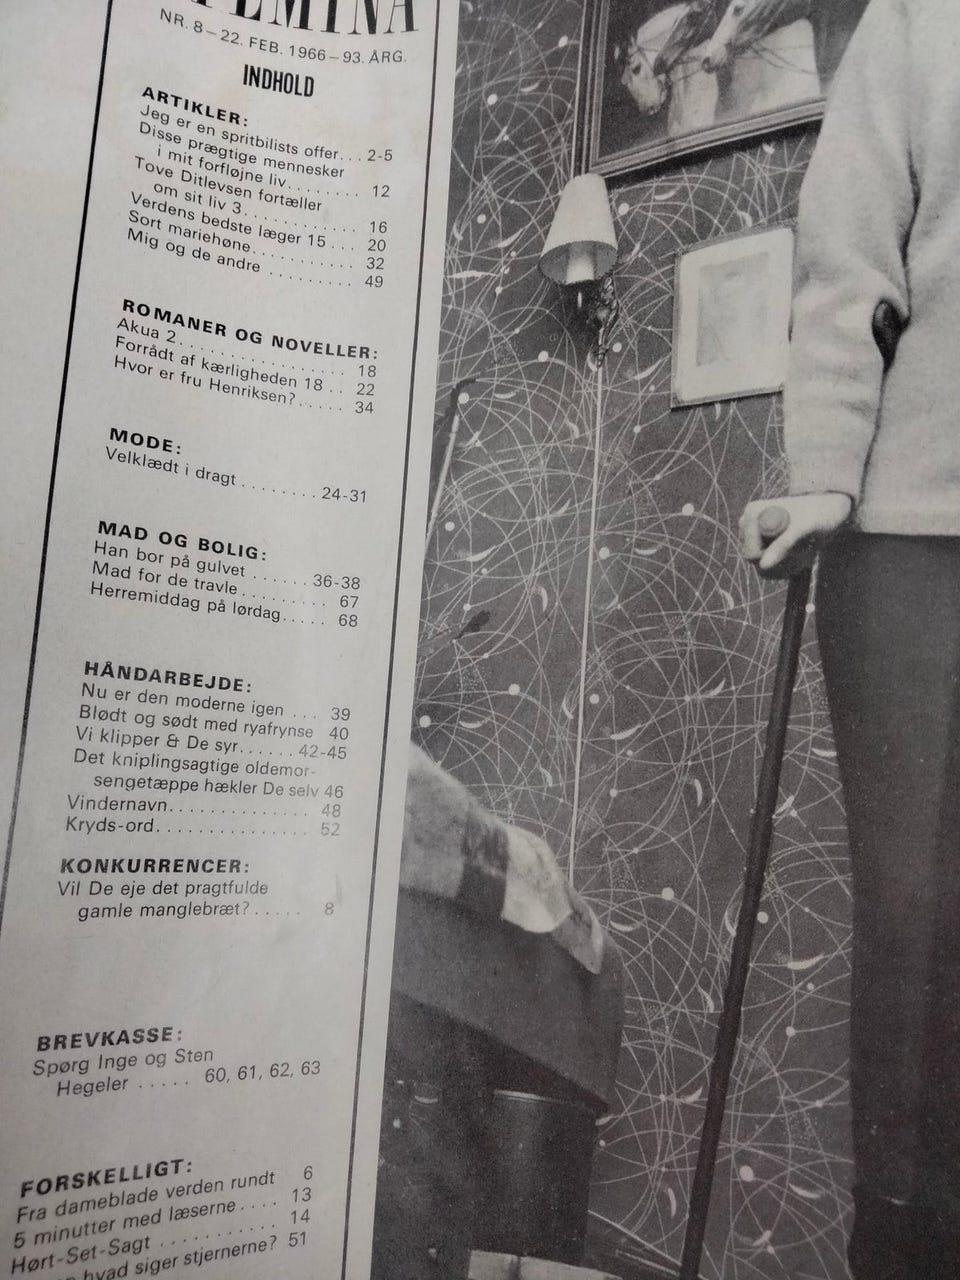 FEMINA
NR. 8 – 22. FEB. 1966 – 93. ÅRG.
INDHOLD
ARTIKLER:
Jeg er en spritbilists offer. . . 2-5
Disse prægtige mennesker
i mit forfløjne liv. . . . . . . . 12
Tove Ditlevsen fortæller
om sit liv 3. . . . . . . . . . . 16
Verdens bedste læger 15 . . . 20
Sort mariehøne. . . . . . . . . . 32
Mig og de andre . . . . . . . . . 49
ROMANER OG NOVELLER:
Akua 2. . . . . . . . . . . . . . . 18
Forrådt af kærligheden 18 . . 22
Hvor er fru Henriksen?. . . . . 34
MODE:
Velklædt i dragt . . . . . . . . 24-31
MAD OG BOLIG:
Han bor på gulvet . . . . . . 36-38
Mad for de travle. . . . . . . . . 67
Herremiddag på lørdag. . . . . 68
HÅNDARBEJDE:
Nu er den moderne igen . . . 39
Blødt og sødt med ryafrynse 40
Vi klipper & De syr. . . . . . 42-45
Det kniplingsagtige oldemor-
sengetæppe hækler De selv 46
Vindernavn. . . . . . . . . . . . . . 48
Kryds-ord. . . . . . . . . . . . . . . 52
KONKURRENCER:
Vil De eje det pragtfulde
gamle manglebræt?. . . . . 8
BREVKASSE:
Spørg Inge og Sten
Hegeler . . . . . 60, 61, 62, 63
FORSKELLIGT:
Fra dameblade verden rundt 6
5 minutter med læserne. . . . 13
Hørt-Set-Sagt . . . . . . . . . . 14
hvad siger stjernerne? 51